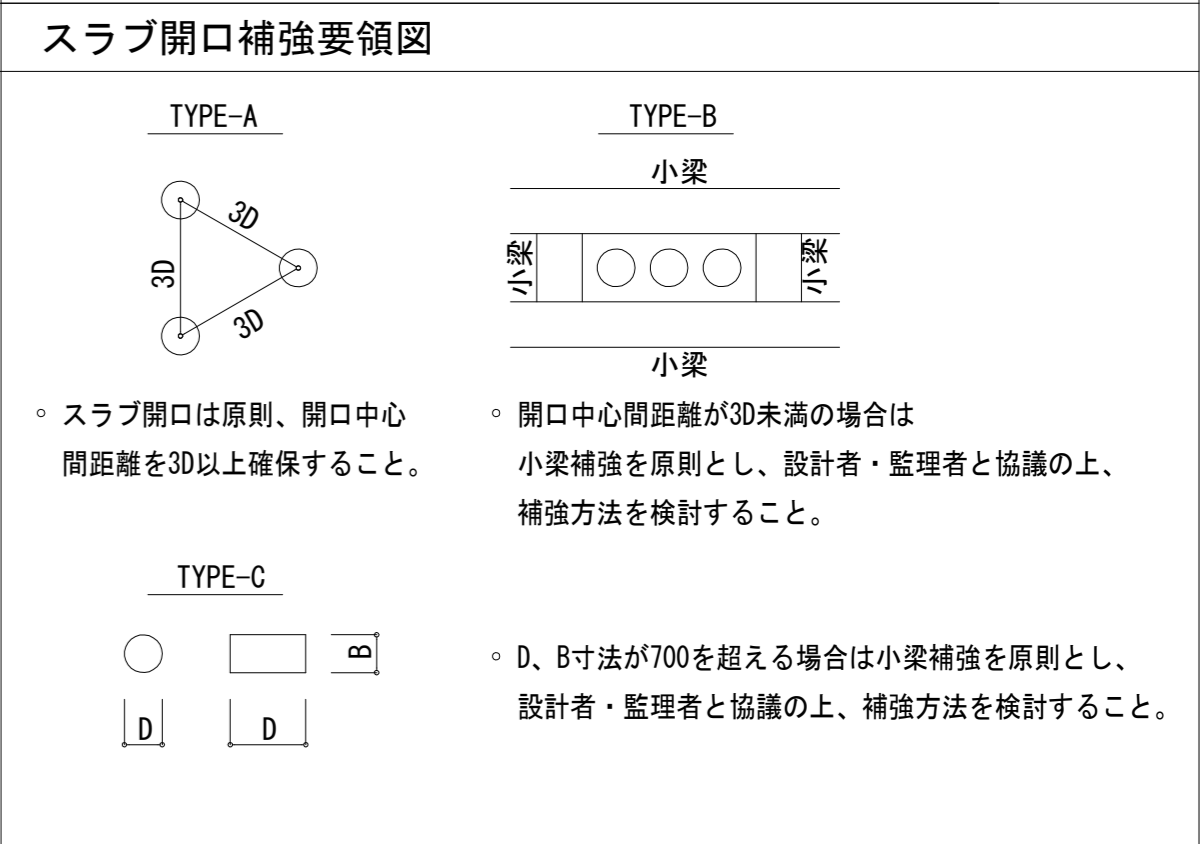 スラブ開口補強要領図
TYPE-A
3D
3D
3D
スラブ開口は原則、開口中心
間距離を3D以上確保すること。
TYPE-B
小梁
小梁
小梁
小梁
開口中心間距離が3D未満の場合は
小梁補強を原則とし、設計者・監理者と協議の上、
補強方法を検討すること。
TYPE-C
B
D
D
D、B寸法が700を超える場合は小梁補強を原則とし、
設計者・監理者と協議の上、補強方法を検討すること。